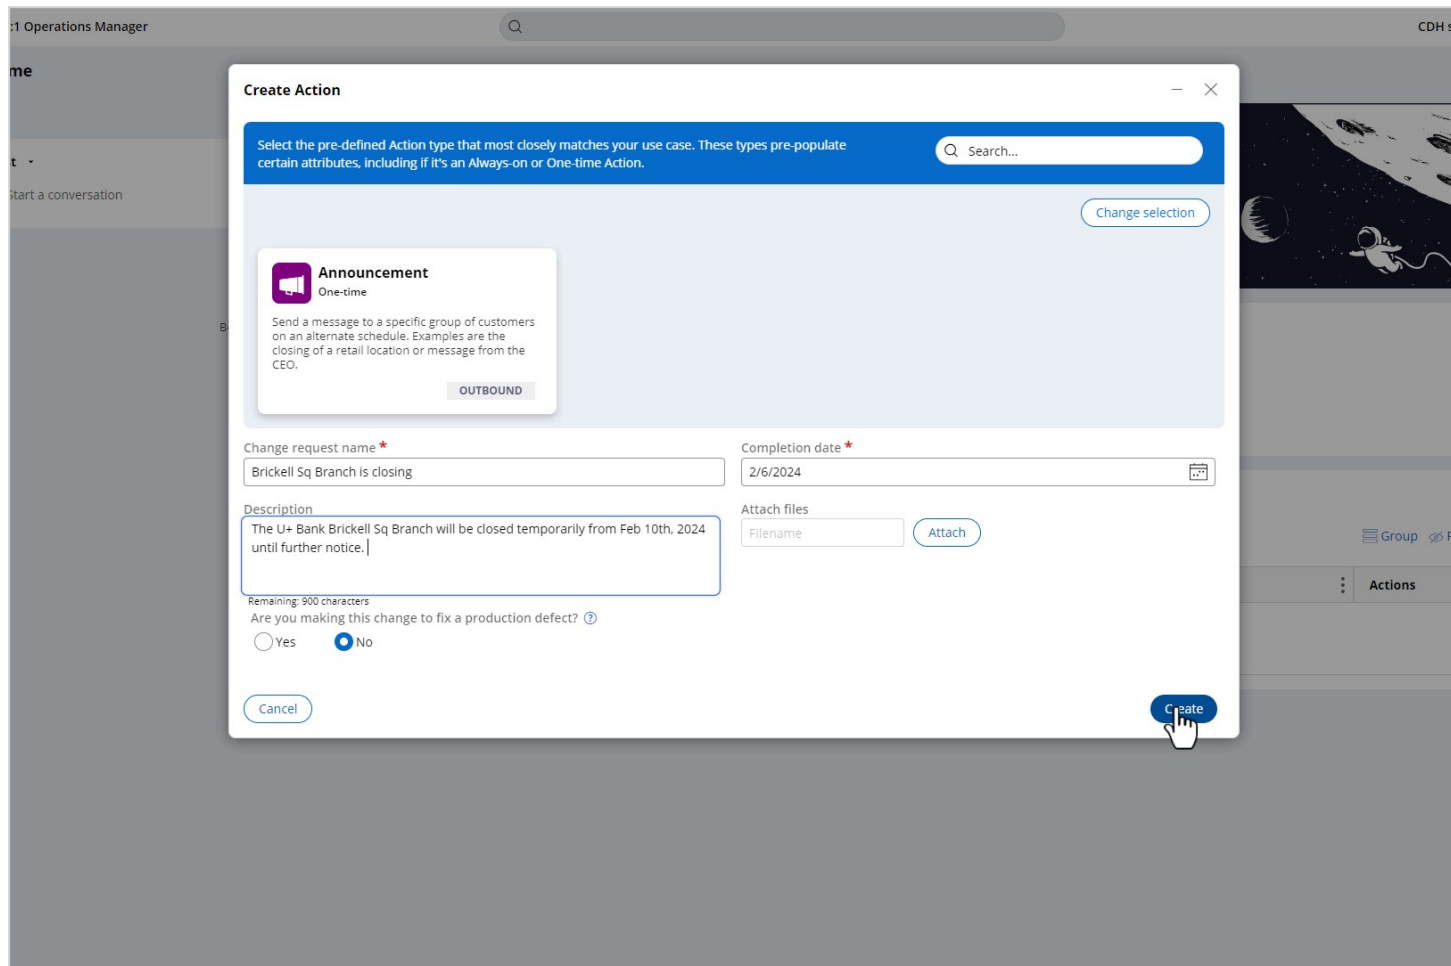 :1 Operations Manager
CDH s
me
Create Action
Select the pre-defined Action type that most closely matches your use case. These types pre-populate
certain attributes, including if it's an Always-on or One-time Action.
Search...
t
Start a conversation
Change selection
Announcement
One-time
Send a message to a specific group of customers
on an alternate schedule. Examples are the
closing of a retail location or message from the
CEO.
OUTBOUND
Change request name *
Completion date *
Brickell Sq Branch is closing
2/6/2024
Description
Attach files
The U+ Bank Brickell Sq Branch will be closed temporarily from Feb 10th, 2024
until further notice.
Filename
Attach
Group
Actions
Remaining: 900 characters
Are you making this change to fix a production defect? ?
Yes
No
Cancel
Create